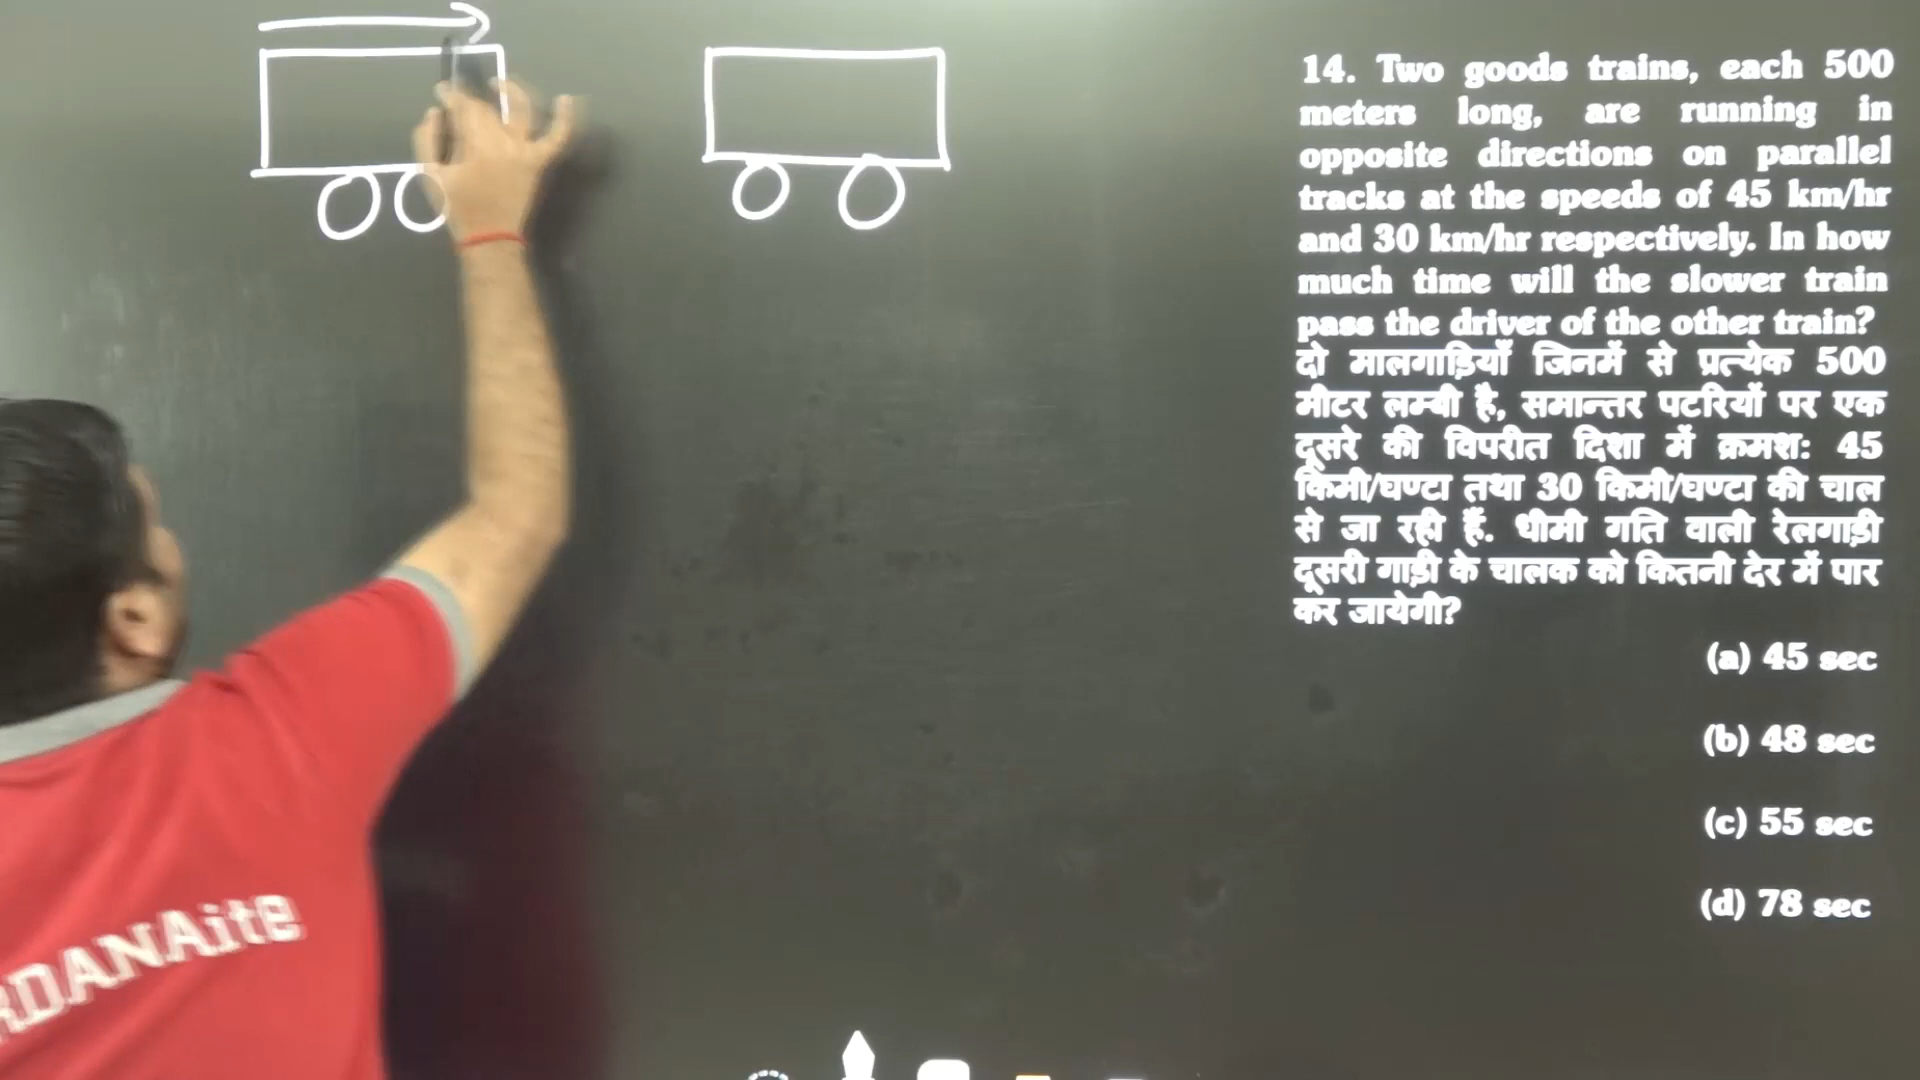 14. Two goods trains, each 500
meters long, are running in
opposite directions on parallel
tracks at the speeds of 45 km/hr
and 30 km/hr respectively. In how
much time will the slower train
pass the driver of the other train?
दो मालगाड़ियाँ जिनमें से प्रत्येक 500
मीटर लम्बी है, समान्तर पटरियों पर एक
दूसरे की विपरीत दिशा में क्रमश: 45
किमी/घण्टा तथा 30 किमी/घण्टा की चाल
से जा रही हैं. धीमी गति वाली रेलगाड़ी
दूसरी गाड़ी के चालक को कितनी देर में पार
कर जायेगी?
(a) 45 sec
(b) 48 sec
(c) 55 sec
(d) 78 sec
RDANAite